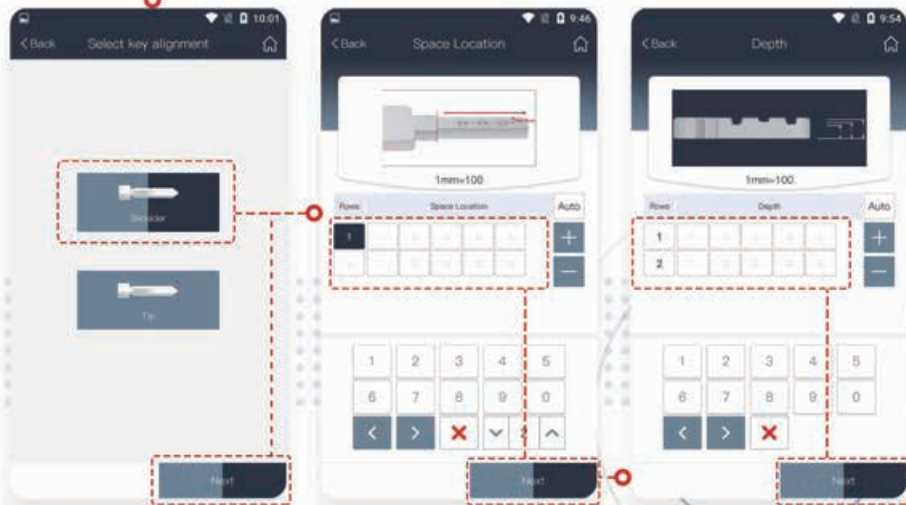 10:01
< Back Select key alignment
Shoulder
Tip
Next
9:46
< Back Space Location
1mm=100
Rows Space Location Auto
1
+
−
1 2 3 4 5
6 7 8 9 0
< >
Next
9:54
< Back Depth
1mm=100
Rows Depth Auto
1
2
+
−
1 2 3 4 5
6 7 8 9 0
< >
Next